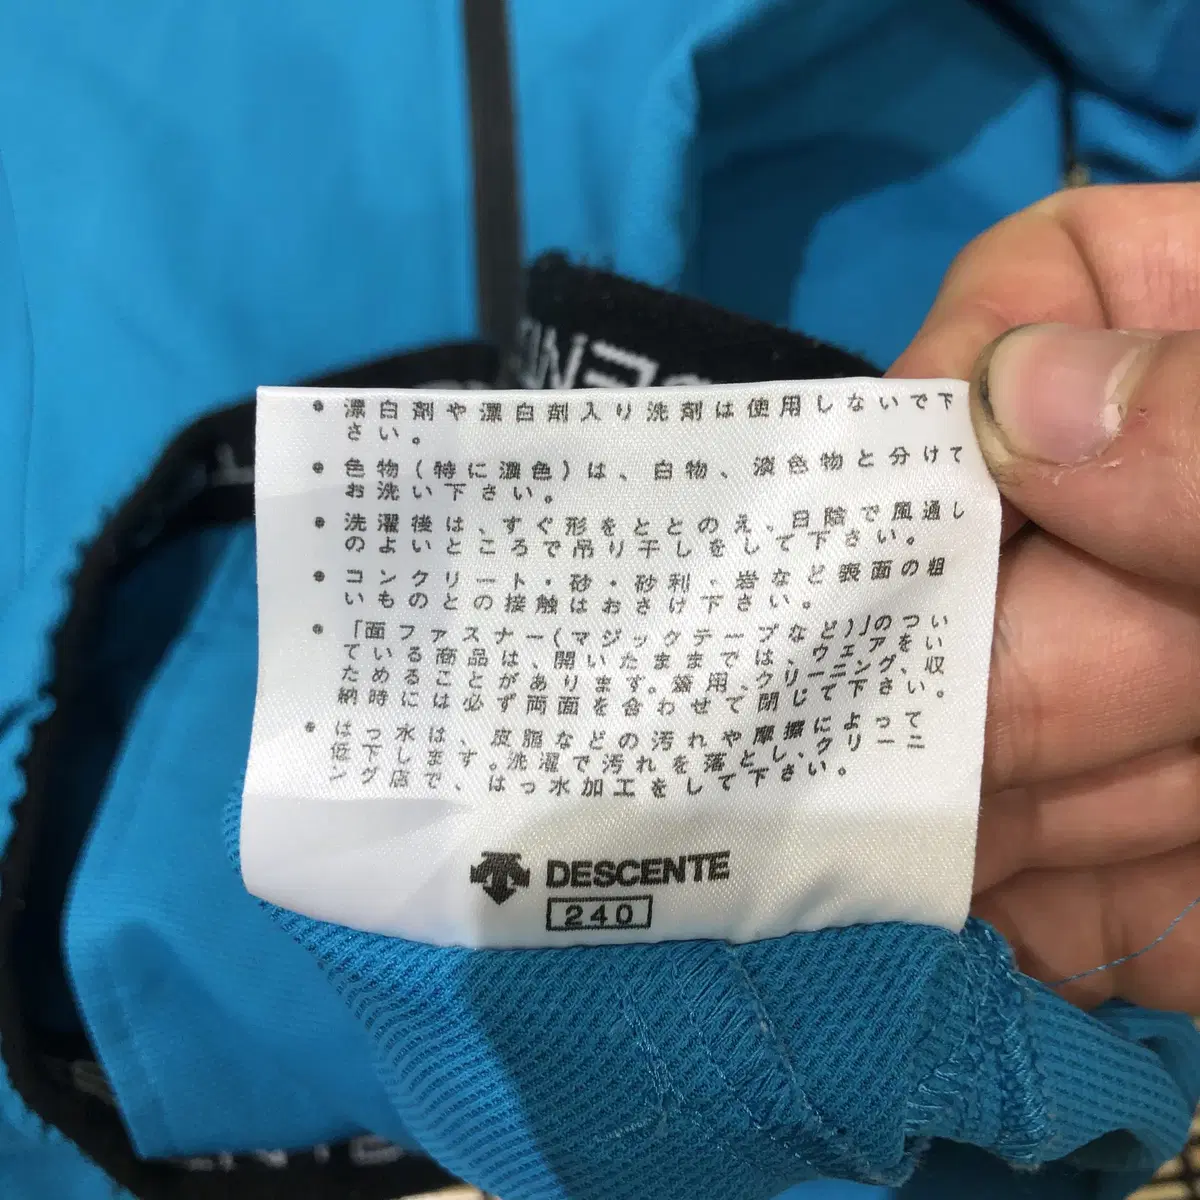 ・漂白剤や漂白剤入り洗剤は使用しないで下
さい。
・色物(特に濃色)は、白物、淡色物と分けて
お洗い下さい。
・洗濯後は、すぐ形をととのえ、日陰で風通し
のよいところで吊り干しをして下さい。
・コンクリート・砂・砂利・岩など表面の粗
いものとの接触はおさけ下さい。
・「面ファスナー(マジックテープなど)」のつい
ている商品は、開いたままでは、ウェアをい
ためることがあります。着用、クリーニング、収
納時には必ず両面を合わせて閉じて下さい。
・はっ水は、皮脂などの汚れや摩擦によって
低下します。洗濯で汚れを落とし、クリーニ
ング店で、はっ水加工をして下さい。
DESCENTE
240